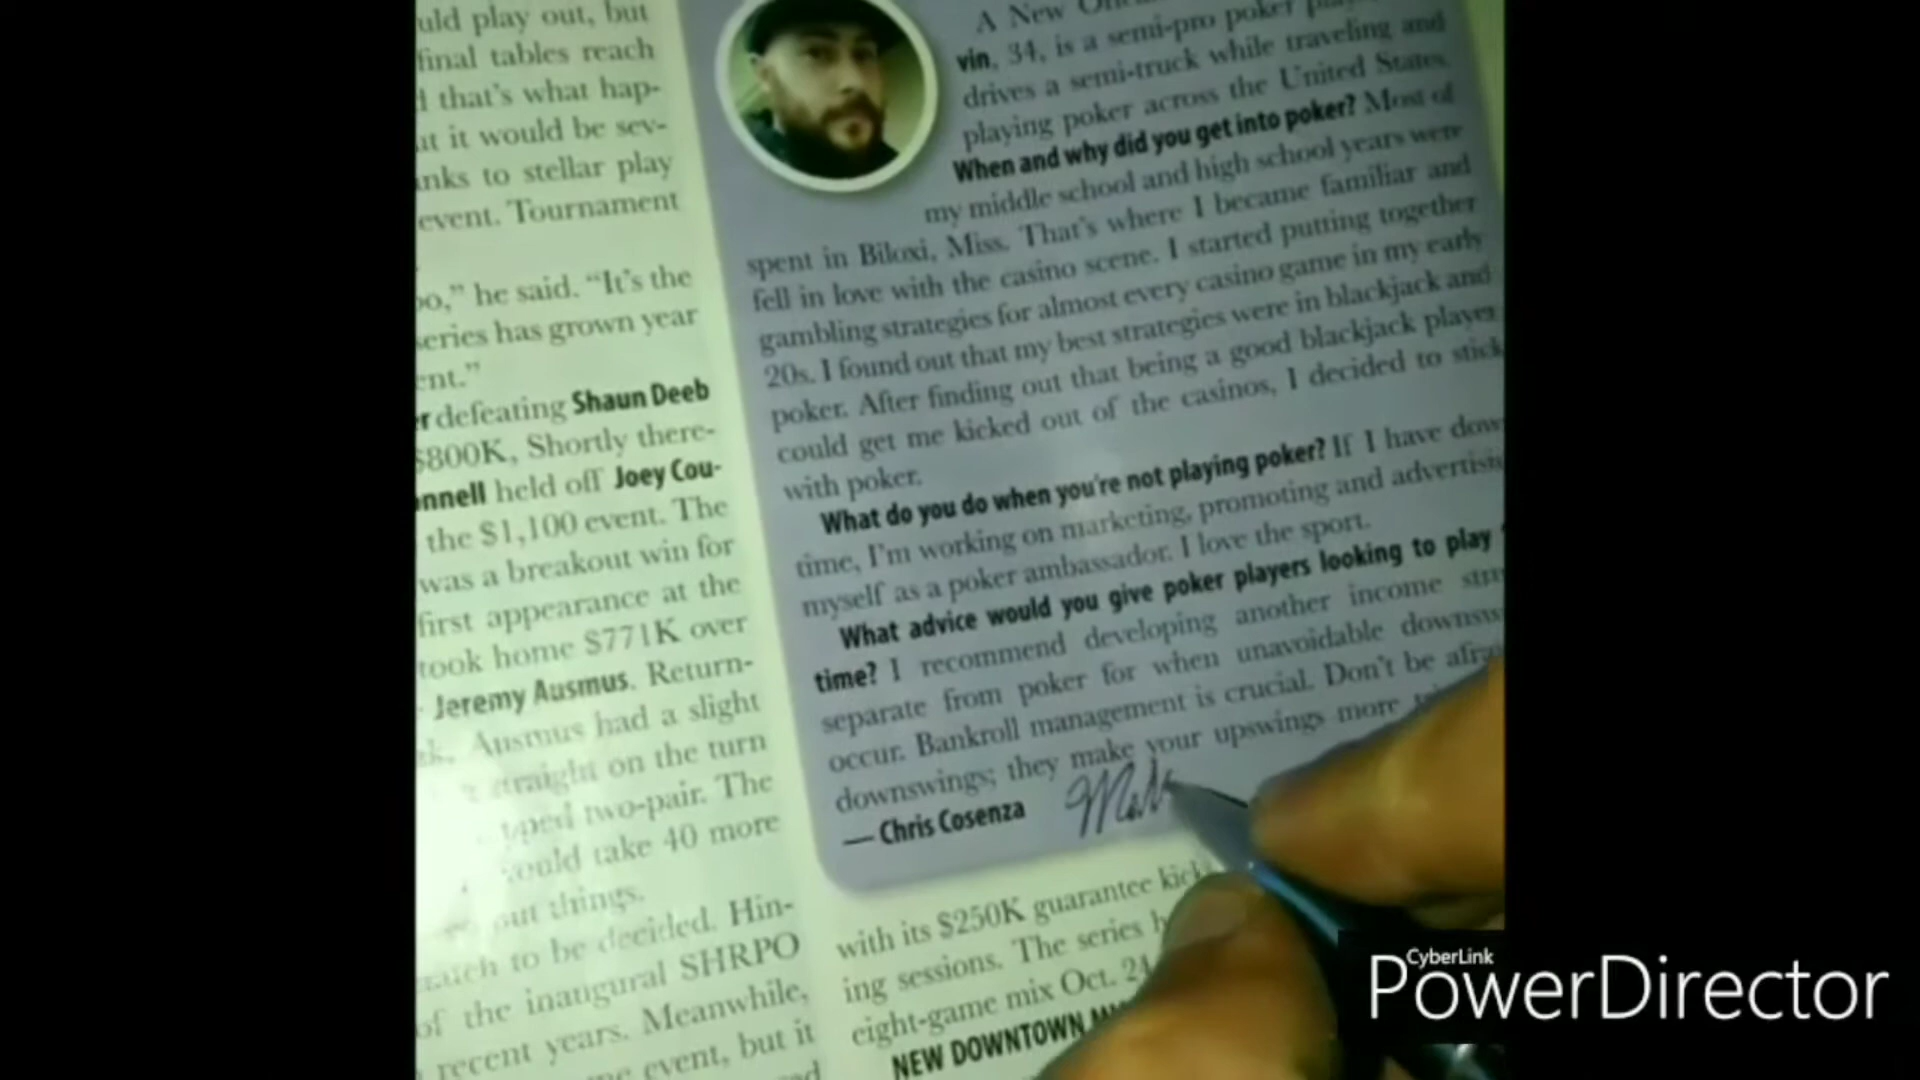 uld play out, but
final tables reach
d that's what hap-
ut it would be sev-
nks to stellar play
event. Tournament
oo," he said. "It's the
series has grown year
ent."
er defeating Shaun Deeb
$800K, Shortly there-
nnell held off Joey Cou-
the $1,100 event. The
was a breakout win for
first appearance at the
took home $771K over
Jeremy Ausmus. Return-
Ausmus had a slight
straight on the turn
two-pair. The
would take 40 more
out things.
match to be decided. Hin-
of the inaugural SHRPO
recent years. Meanwhile,
event, but it
A New
vin, 34, is a semi-pro poker
drives a semi-truck while traveling and
playing poker across the United States.
When and why did you get into poker? Most of
my middle school and high school years were
spent in Biloxi, Miss. That's where I became familiar and
fell in love with the casino scene. I started putting together
gambling strategies for almost every casino game in my early
20s. I found out that my best strategies were in blackjack and
poker. After finding out that being a good blackjack player
could get me kicked out of the casinos, I decided to stick
with poker.
What do you do when you're not playing poker? If I have down
time, I'm working on marketing, promoting and advertisin
myself as a poker ambassador. I love the sport.
What advice would you give poker players looking to play
time? I recommend developing another income stre
separate from poker for when unavoidable downsw
occur. Bankroll management is crucial. Don't be afra
downswings; they make your upswings more
— Chris Cosenza
with its $250K guarantee kick
ing sessions. The series h
eight-game mix Oct. 24
NEW DOWNTOWN
CyberLink
PowerDirector